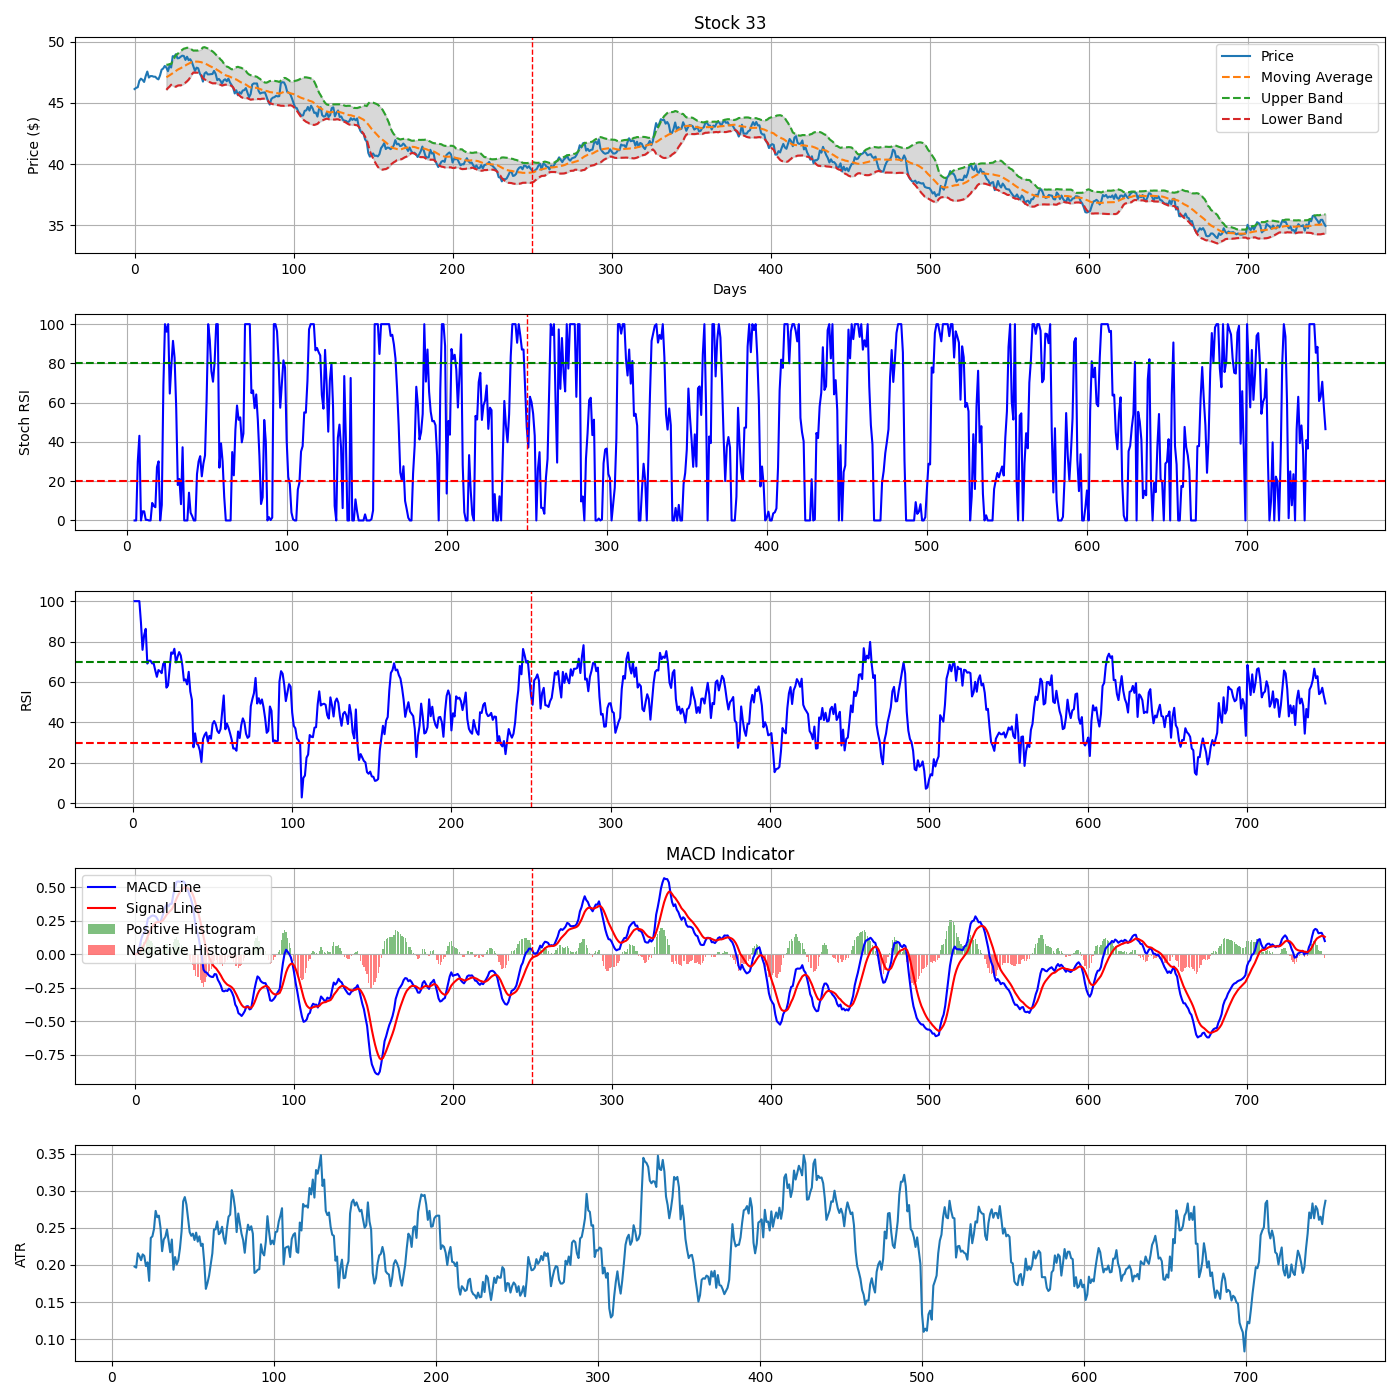 Stock 33
50
45
40
35
Price ($)
Price
Moving Average
Upper Band
Lower Band
0 100 200 300 400 500 600 700
Days
100
80
60
40
20
0
Stoch RSI
0 100 200 300 400 500 600 700
100
80
60
40
20
0
RSI
0 100 200 300 400 500 600 700
MACD Indicator
0.50
0.25
0.00
−0.25
−0.50
−0.75
MACD Line
Signal Line
Positive Histogram
Negative Histogram
0 100 200 300 400 500 600 700
0.35
0.30
0.25
0.20
0.15
0.10
ATR
0 100 200 300 400 500 600 700